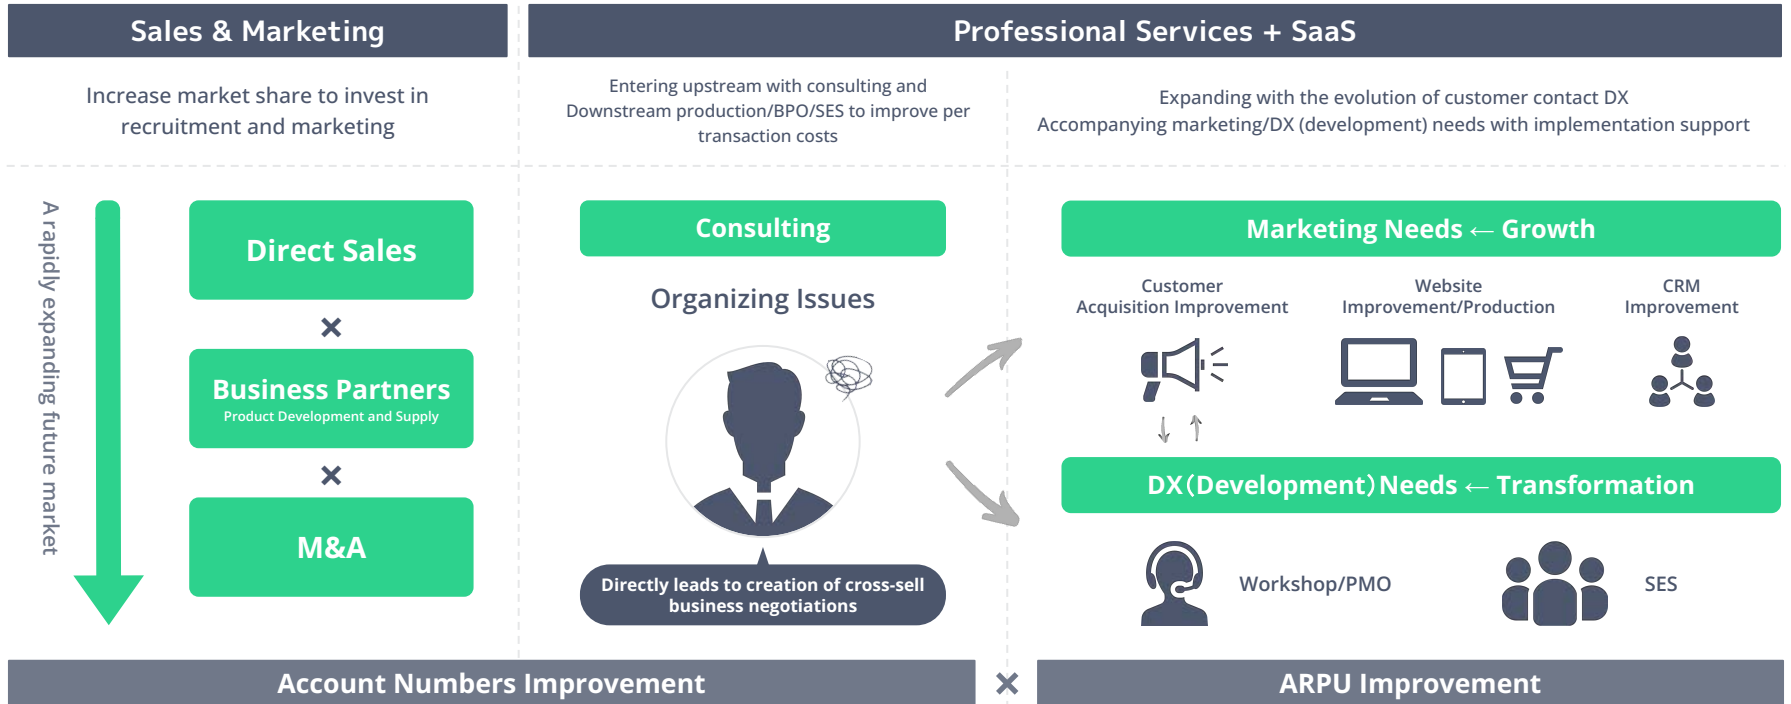 Sales & Marketing
Professional Services + SaaS
Increase market share to invest in
recruitment and marketing
Entering upstream with consulting and
Downstream production/BPO/SES to improve per
transaction costs
Expanding with the evolution of customer contact DX
Accompanying marketing/DX (development) needs with implementation support
A rapidly expanding future market
Direct Sales
×
Business Partners
Product Development and Supply
×
M&A
Consulting
Organizing Issues
Directly leads to creation of cross-sell
business negotiations
Marketing Needs ← Growth
Customer
Acquisition Improvement
Website
Improvement/Production
CRM
Improvement
DX(Development)Needs ← Transformation
Workshop/PMO
SES
Account Numbers Improvement
×
ARPU Improvement